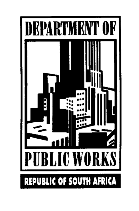 DEPARTMENT OF
PUBLIC WORKS
REPUBLIC OF SOUTH AFRICA